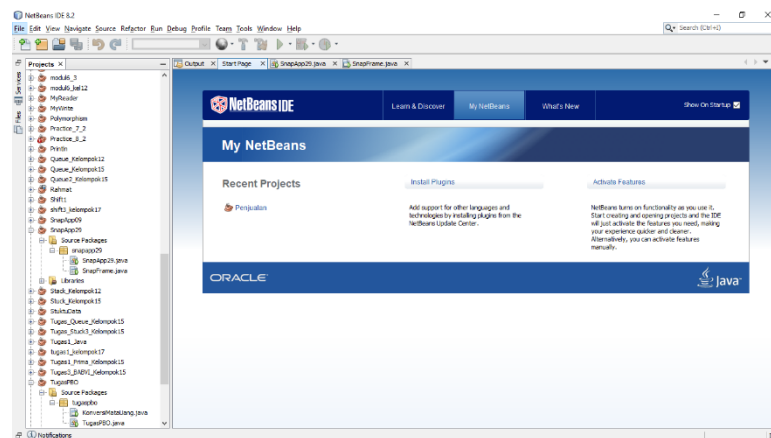 NetBeans IDE 8.2
File Edit View Navigate Source Refactor Run Debug Profile Team Tools Window Help
Search (Ctrl+I)
Projects
Output
Start Page
SnapApp29.java
SnapFrame.java
Services
Files
modul6_3
modul6_kel12
MyReader
MyWrite
Polymorphism
Practice_7_2
Practice_8_2
Println
Queue_Kelompok12
Queue_Kelompok15
Queue2_Kelompok15
Rahmat
Shift1
shift3_kelompok17
SnapApp09
SnapApp29
Source Packages
snapapp29
SnapApp29.java
SnapFrame.java
Libraries
Stack_Kelompok12
Stuck_Kelompok15
StuktuData
Tugas_Queue_Kelompok15
Tugas_Stuck3_Kelompok15
Tugas1_Java
tugas1_kelompok17
Tugas1_Prima_Kelompok15
Tugas3_BABVI_Kelompok15
TugasPBO
Source Packages
tugaspbo
KonversiMataUang.java
TugasPBO.java
NetBeans IDE
Learn & Discover
My NetBeans
What's New
Show On Startup
My NetBeans
Recent Projects
Penjualan
Install Plugins
Add support for other languages and
technologies by installing plugins from the
NetBeans Update Center.
Activate Features
NetBeans turns on functionality as you use it.
Start creating and opening projects and the IDE
will just activate the features you need, making
your experience quicker and cleaner.
Alternatively, you can activate features
manually.
ORACLE
Java
Notifications